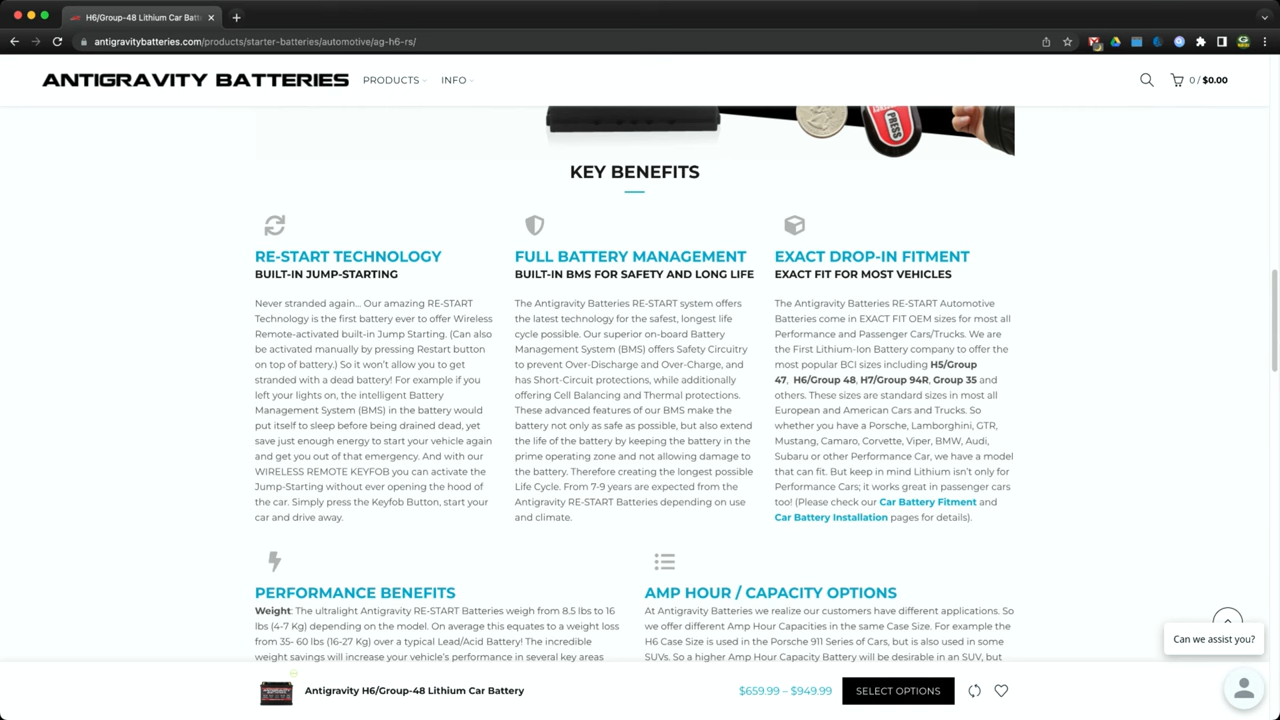 H6/Group-48 Lithium Car Batt
antigravitybatteries.com/products/starter-batteries/automotive/ag-h6-rs/
ANTIGRAVITY BATTERIES
PRODUCTS
INFO
0 / $0.00
PRESS
KEY BENEFITS
RE-START TECHNOLOGY
BUILT-IN JUMP-STARTING
Never stranded again... Our amazing RE-START
Technology is the first battery ever to offer Wireless
Remote-activated built-in Jump Starting. (Can also
be activated manually by pressing Restart button
on top of battery.) So it won't allow you to get
stranded with a dead battery! For example if you
left your lights on, the intelligent Battery
Management System (BMS) in the battery would
put itself to sleep before being drained dead, yet
save just enough energy to start your vehicle again
and get you out of that emergency. And with our
WIRELESS REMOTE KEYFOB you can activate the
Jump-Starting without ever opening the hood of
the car. Simply press the Keyfob Button, start your
car and drive away.
FULL BATTERY MANAGEMENT
BUILT-IN BMS FOR SAFETY AND LONG LIFE
The Antigravity Batteries RE-START system offers
the latest technology for the safest, longest life
cycle possible. Our superior on-board Battery
Management System (BMS) offers Safety Circuitry
to prevent Over-Discharge and Over-Charge, and
has Short-Circuit protections, while additionally
offering Cell Balancing and Thermal protections.
These advanced features of our BMS make the
battery not only as safe as possible, but also extend
the life of the battery by keeping the battery in the
prime operating zone and not allowing damage to
the battery. Therefore creating the longest possible
Life Cycle. From 7-9 years are expected from the
Antigravity RE-START Batteries depending on use
and climate.
EXACT DROP-IN FITMENT
EXACT FIT FOR MOST VEHICLES
The Antigravity Batteries RE-START Automotive
Batteries come in EXACT FIT OEM sizes for most all
Performance and Passenger Cars/Trucks. We are
the First Lithium-Ion Battery company to offer the
most popular BCI sizes including H5/Group
47, H6/Group 48, H7/Group 94R, Group 35 and
others. These sizes are standard sizes in most all
European and American Cars and Trucks. So
whether you have a Porsche, Lamborghini, GTR,
Mustang, Camaro, Corvette, Viper, BMW, Audi,
Subaru or other Performance Car, we have a model
that can fit. But keep in mind Lithium isn't only for
Performance Cars; it works great in passenger cars
too! (Please check our Car Battery Fitment and
Car Battery Installation pages for details).
PERFORMANCE BENEFITS
Weight: The ultralight Antigravity RE-START Batteries weigh from 8.5 lbs to 16
lbs (4-7 Kg) depending on the model. On average this equates to a weight loss
from 35- 60 lbs (16-27 Kg) over a typical Lead/Acid Battery! The incredible
weight savings will increase your vehicle's performance in several key areas
AMP HOUR / CAPACITY OPTIONS
At Antigravity Batteries we realize our customers have different applications. So
we offer different Amp Hour Capacities in the same Case Size. For example the
H6 Case Size is used in the Porsche 911 Series of Cars, but is also used in some
SUVs. So a higher Amp Hour Capacity Battery will be desirable in an SUV, but
Can we assist you?
Antigravity H6/Group-48 Lithium Car Battery
$659.99 – $949.99
SELECT OPTIONS